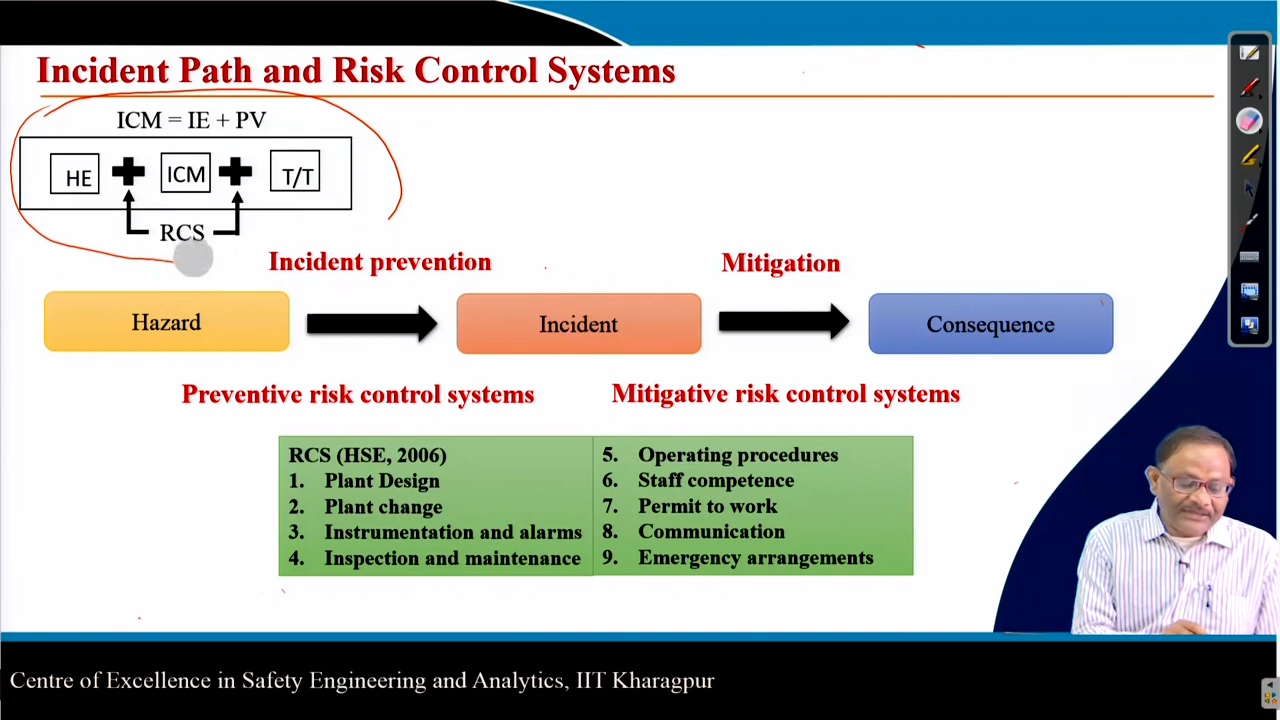 Incident Path and Risk Control Systems
ICM = IE + PV
HE + ICM + T/T
RCS
Incident prevention
Mitigation
Hazard
Incident
Consequence
Preventive risk control systems
Mitigative risk control systems
RCS (HSE, 2006)
1. Plant Design
2. Plant change
3. Instrumentation and alarms
4. Inspection and maintenance
5. Operating procedures
6. Staff competence
7. Permit to work
8. Communication
9. Emergency arrangements
Centre of Excellence in Safety Engineering and Analytics, IIT Kharagpur